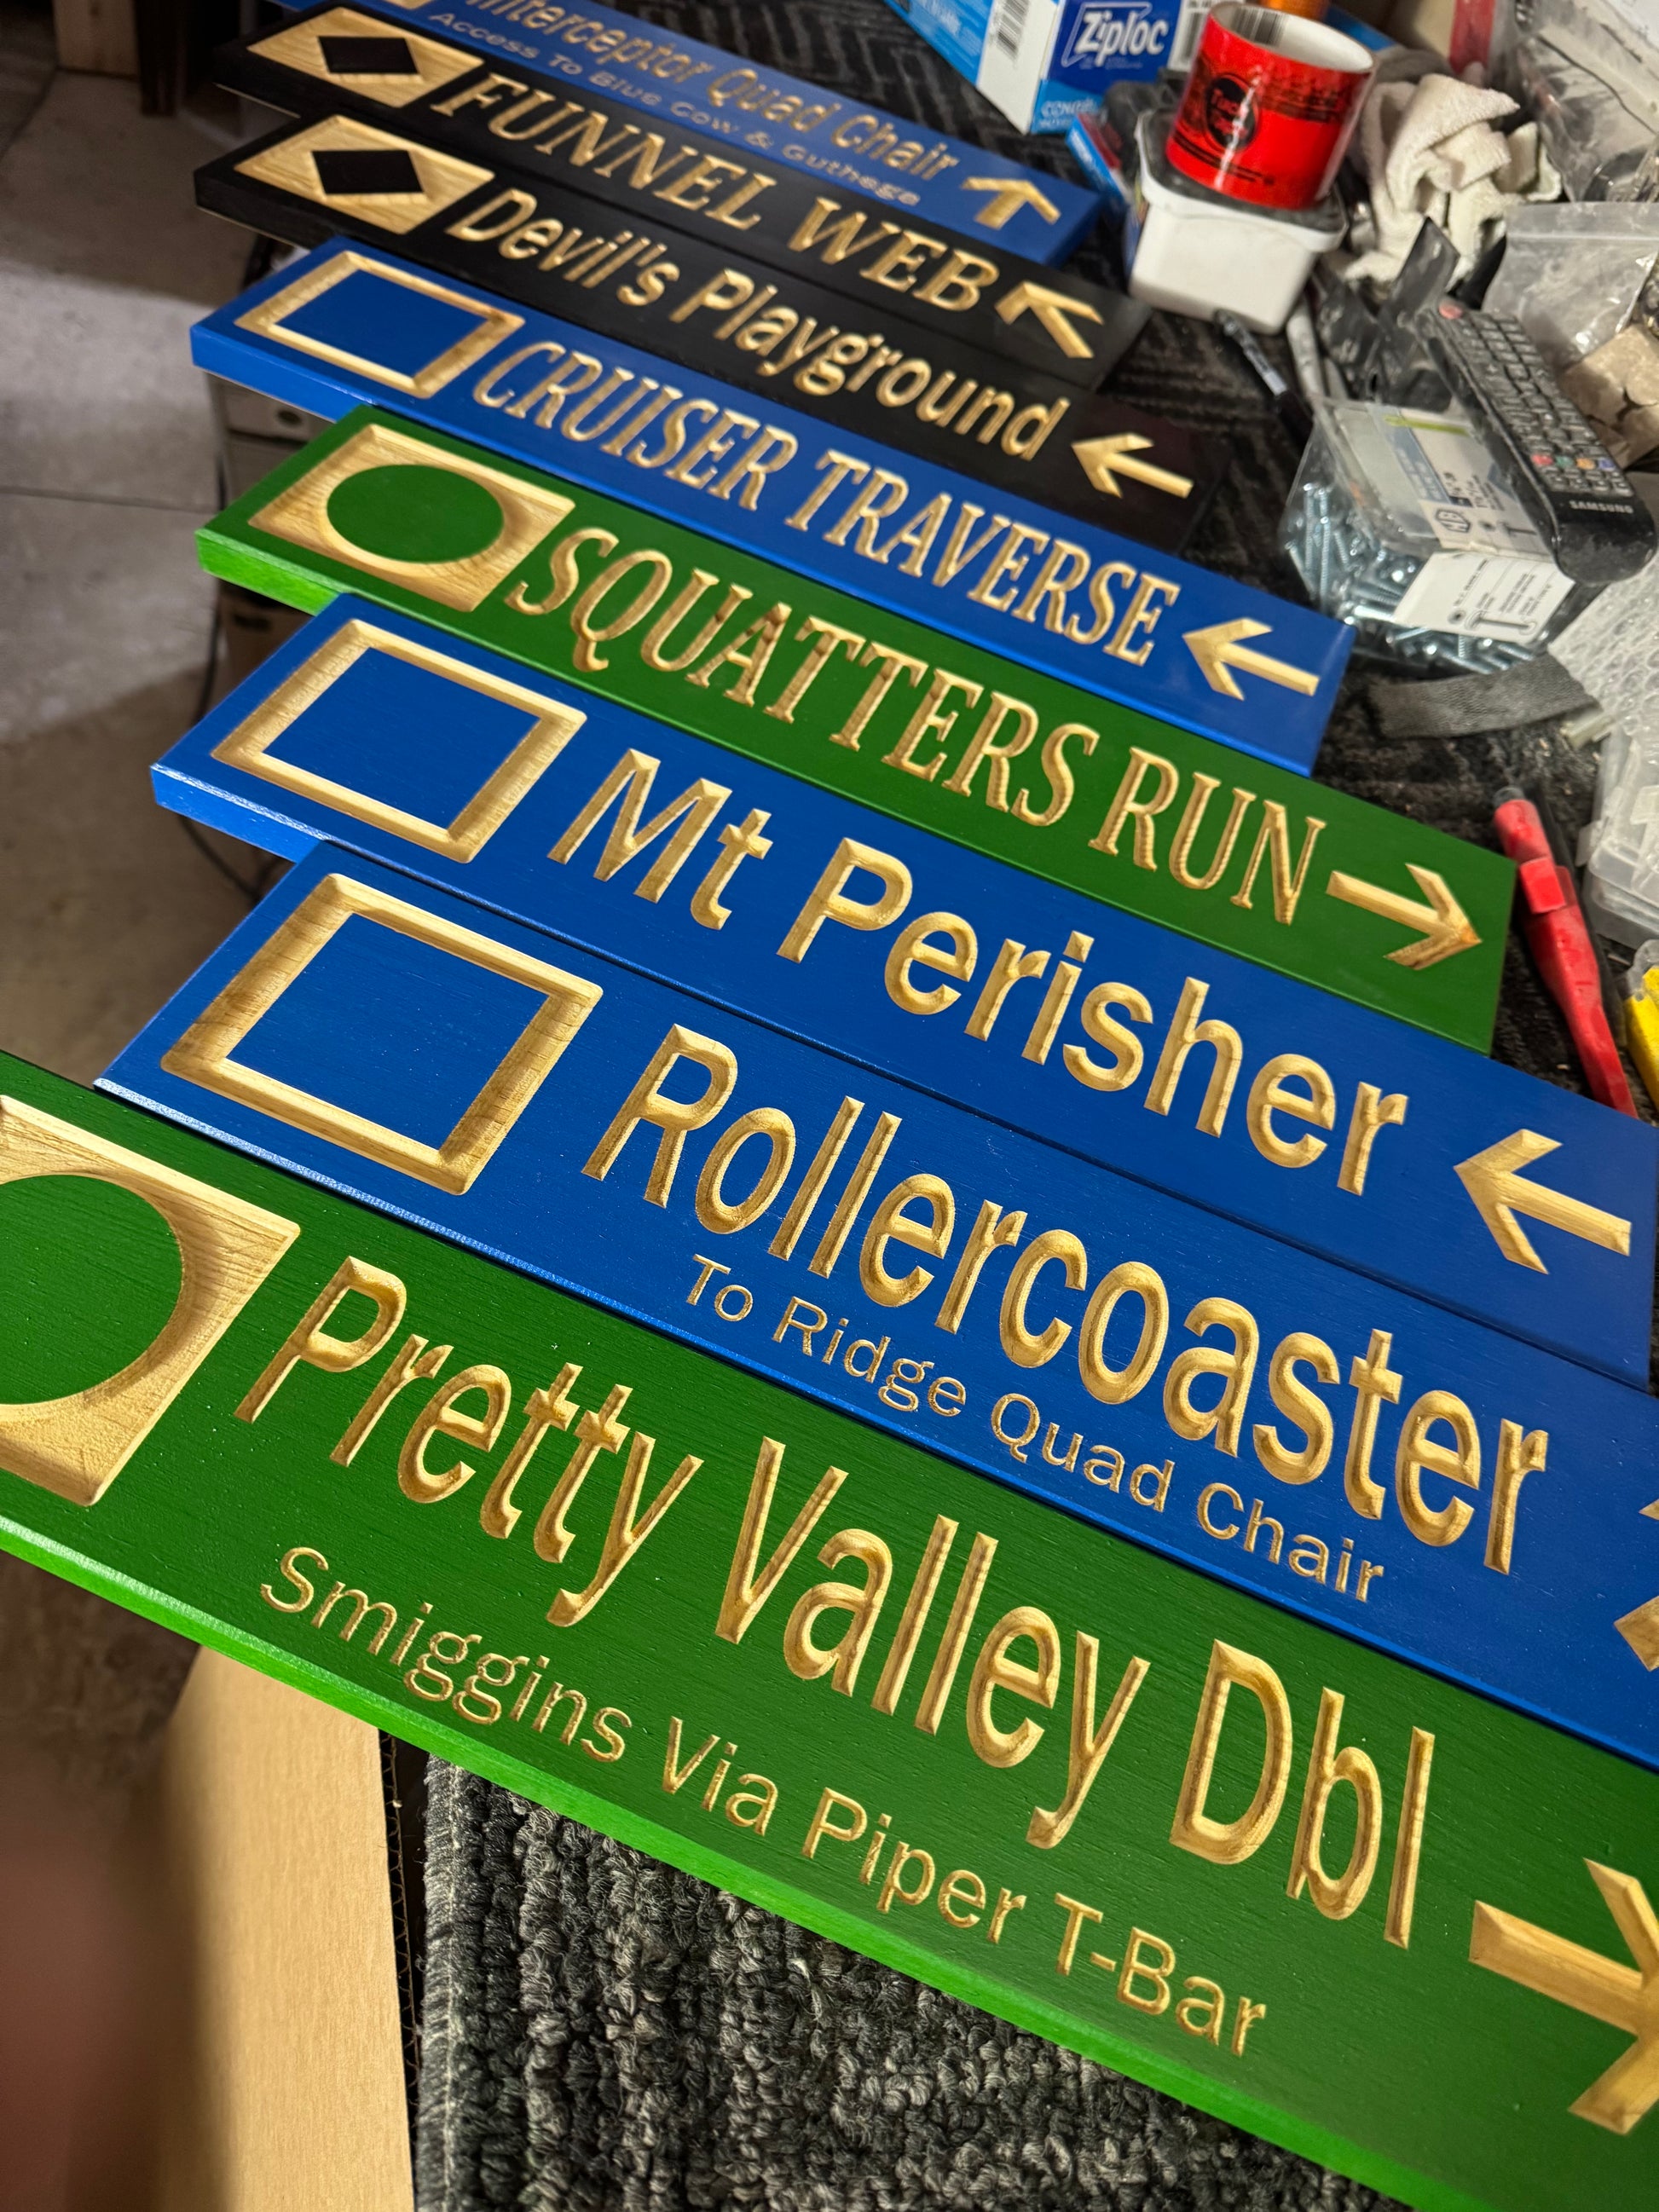 Interceptor Quad Chair
Access To Blue Cow & Guthega
FUNNEL WEB
Devil's Playground
CRUISER TRAVERSE
SQUATTERS RUN
Mt Perisher
Rollercoaster
To Ridge Quad Chair
Pretty Valley Dbl
Smiggins Via Piper T-Bar
Ziploc
SAMSUNG